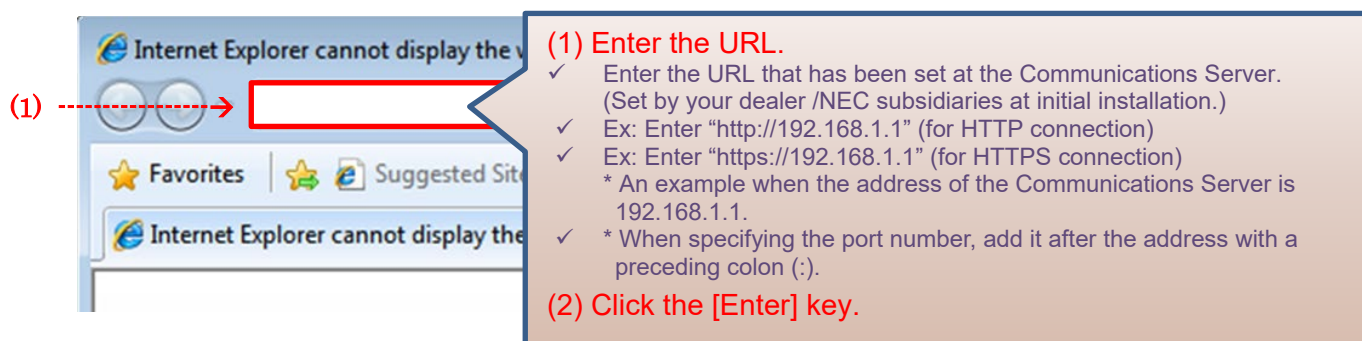 Internet Explorer cannot display the
(1)
Favorites
Suggested Site
Internet Explorer cannot display the
(1) Enter the URL.
✓ Enter the URL that has been set at the Communications Server.
(Set by your dealer /NEC subsidiaries at initial installation.)
✓ Ex: Enter “http://192.168.1.1” (for HTTP connection)
✓ Ex: Enter “https://192.168.1.1” (for HTTPS connection)
* An example when the address of the Communications Server is
192.168.1.1.
✓ * When specifying the port number, add it after the address with a
preceding colon (:).
(2) Click the [Enter] key.